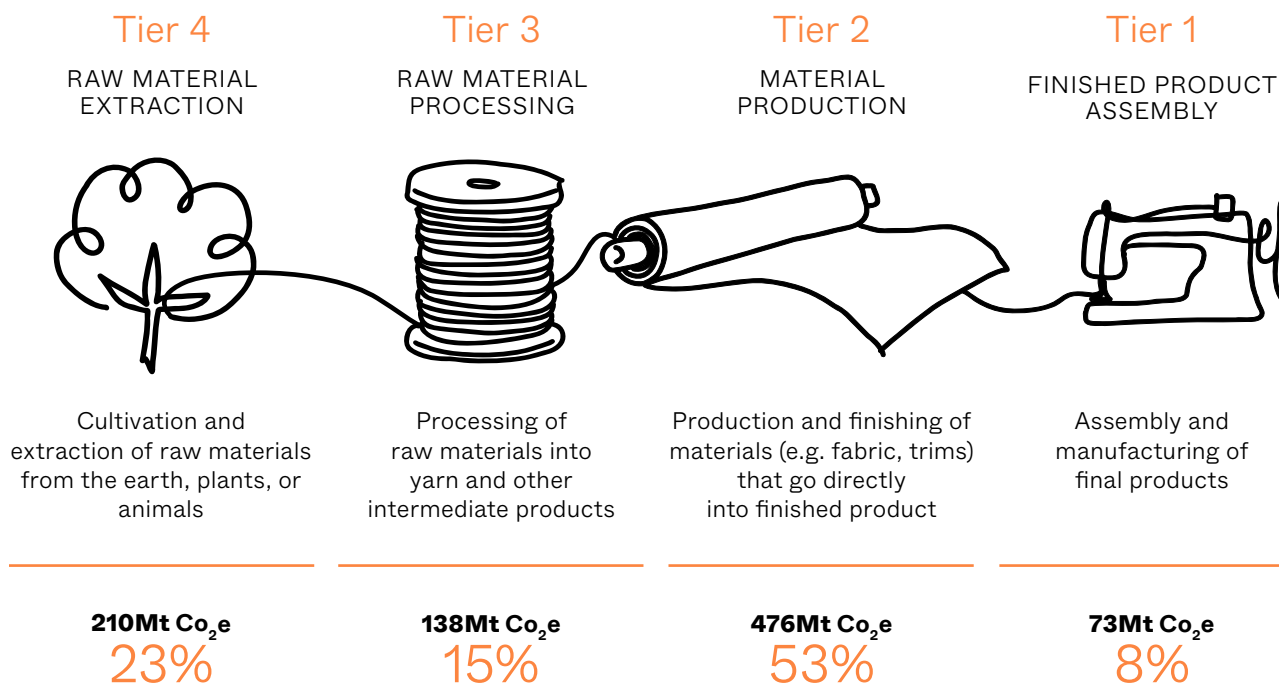 Tier 4
RAW MATERIAL
EXTRACTION
Cultivation and
extraction of raw materials
from the earth, plants, or
animals
210Mt Co₂e
23%
Tier 3
RAW MATERIAL
PROCESSING
Processing of
raw materials into
yarn and other
intermediate products
138Mt Co₂e
15%
Tier 2
MATERIAL
PRODUCTION
Production and finishing of
materials (e.g. fabric, trims)
that go directly
into finished product
476Mt Co₂e
53%
Tier 1
FINISHED PRODUCT
ASSEMBLY
Assembly and
manufacturing of
final products
73Mt Co₂e
8%